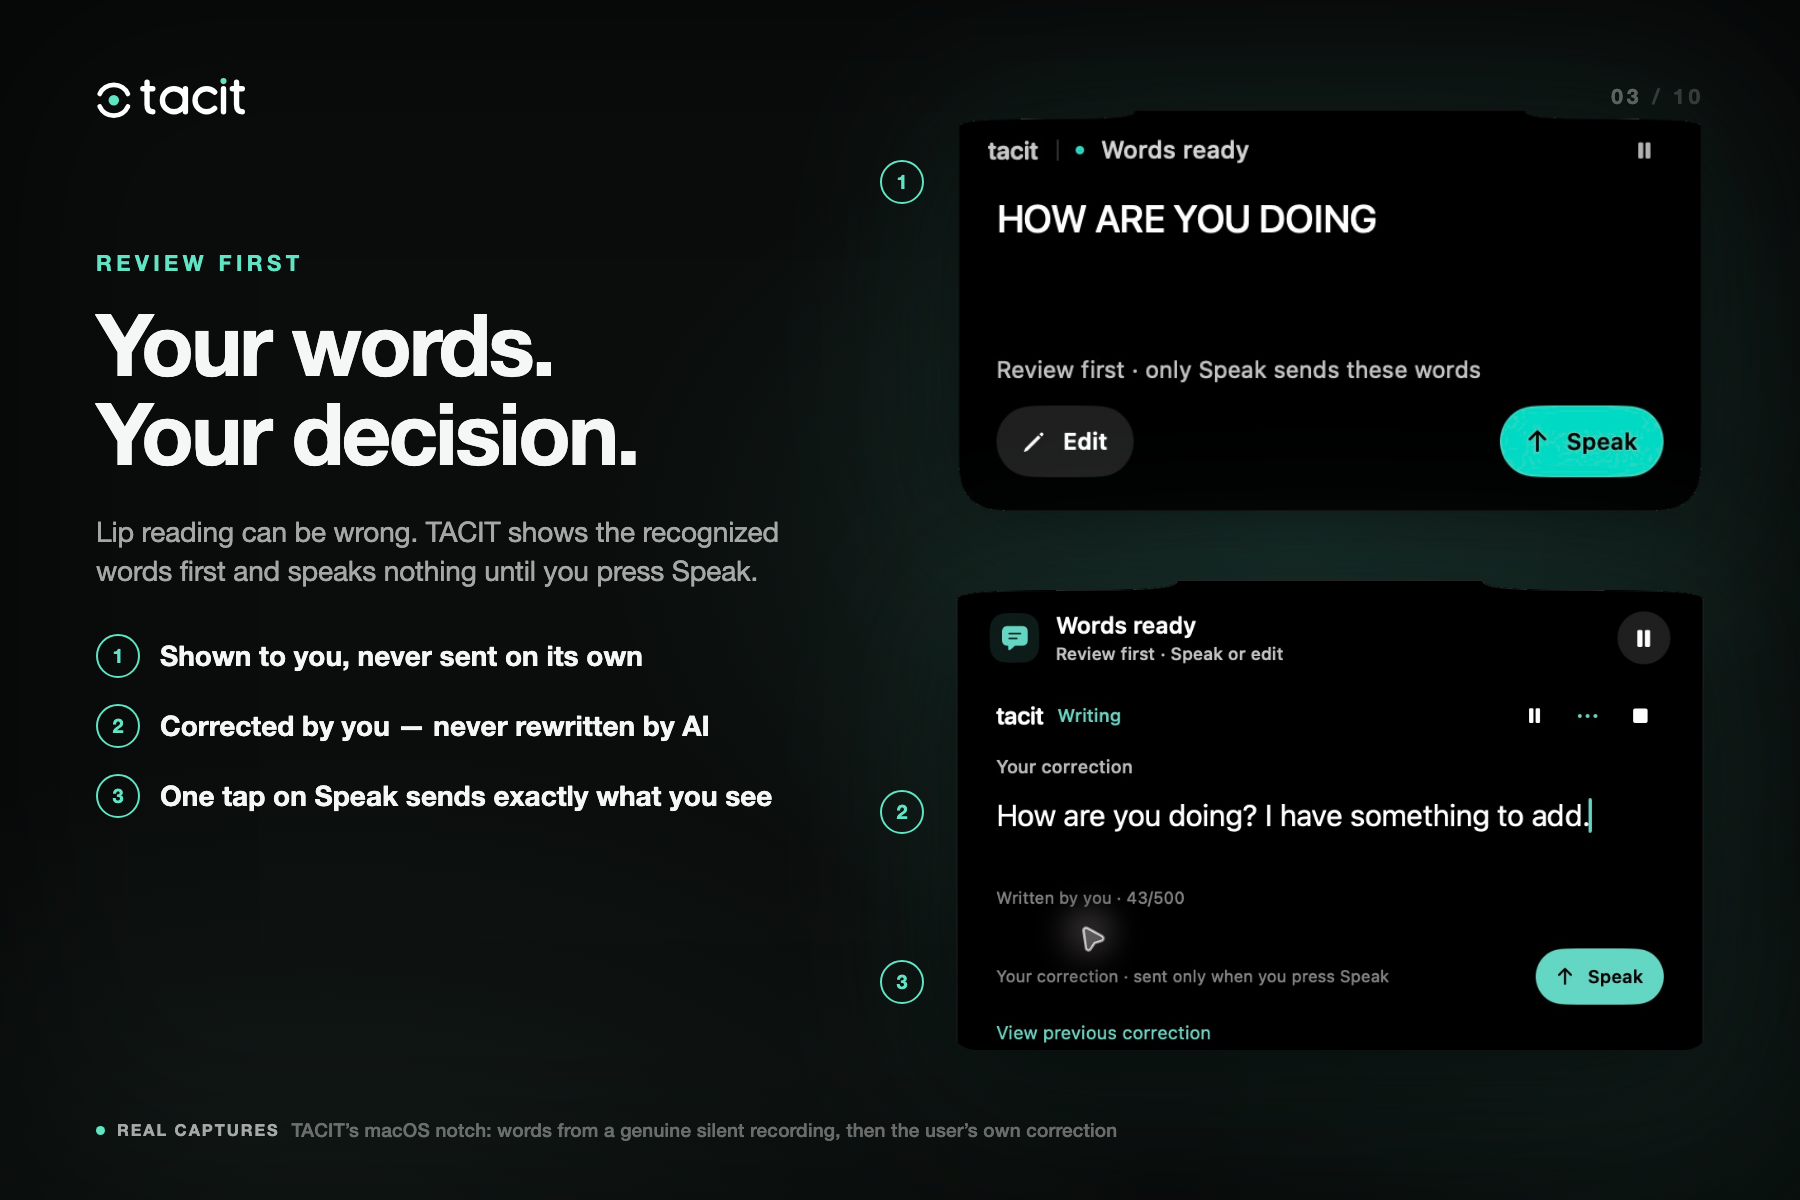 tacit
03 / 10
REVIEW FIRST
Your words.
Your decision.
Lip reading can be wrong. TACIT shows the recognized
words first and speaks nothing until you press Speak.
1 Shown to you, never sent on its own
2 Corrected by you — never rewritten by AI
3 One tap on Speak sends exactly what you see
1
tacit Words ready
HOW ARE YOU DOING
Review first · only Speak sends these words
Edit
Speak
Words ready
Review first · Speak or edit
tacit Writing
Your correction
2
How are you doing? I have something to add.
Written by you · 43/500
3
Your correction · sent only when you press Speak
Speak
View previous correction
REAL CAPTURES TACIT’s macOS notch: words from a genuine silent recording, then the user’s own correction